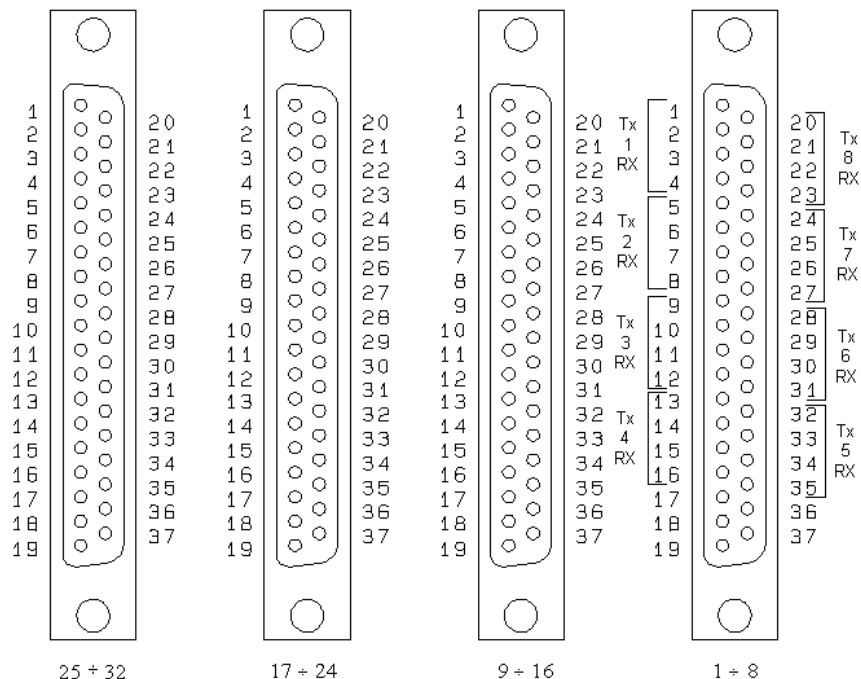 1 20 1 20 1 20 Tx 1 20
2 21 2 21 2 21 1 2 21 Tx
3 22 3 22 3 22 RX 3 22 8
4 23 4 23 4 23 4 23 RX
5 24 5 24 5 24 Tx 5 24
6 25 6 25 6 25 2 6 25 Tx
7 26 7 26 7 26 RX 7 26 7
8 27 8 27 8 27 8 27 RX
9 28 9 28 9 28 Tx 9 28
10 29 10 29 10 29 3 10 29 Tx
11 30 11 30 11 30 RX 11 30 6
12 31 12 31 12 31 12 31 RX
13 32 13 32 13 32 Tx 13 32
14 33 14 33 14 33 4 14 33 Tx
15 34 15 34 15 34 RX 15 34 5
16 35 16 35 16 35 16 35 RX
17 36 17 36 17 36 17 36
18 37 18 37 18 37 18 37
19 19 19 19
25 ÷ 32 17 ÷ 24 9 ÷ 16 1 ÷ 8